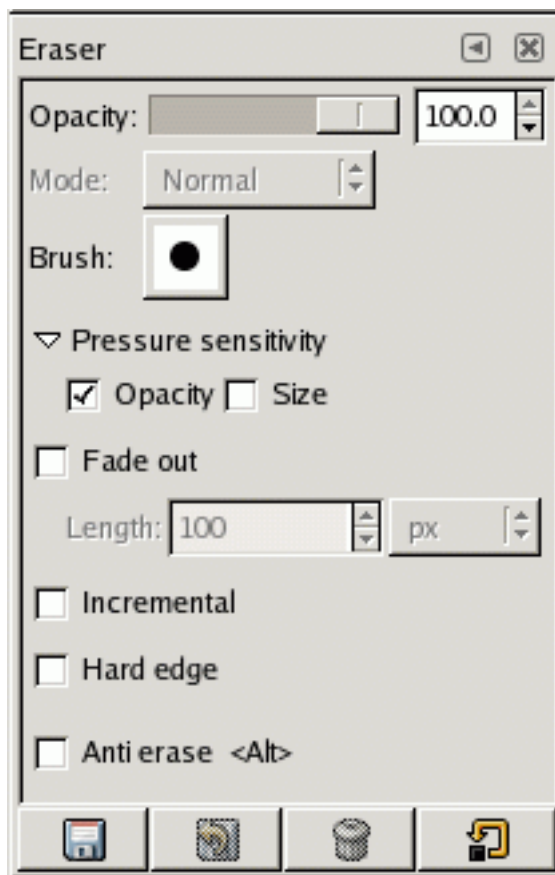 Eraser
Opacity: 100.0
Mode: Normal
Brush:
Pressure sensitivity
Opacity Size
Fade out
Length: 100 px
Incremental
Hard edge
Anti erase <Alt>